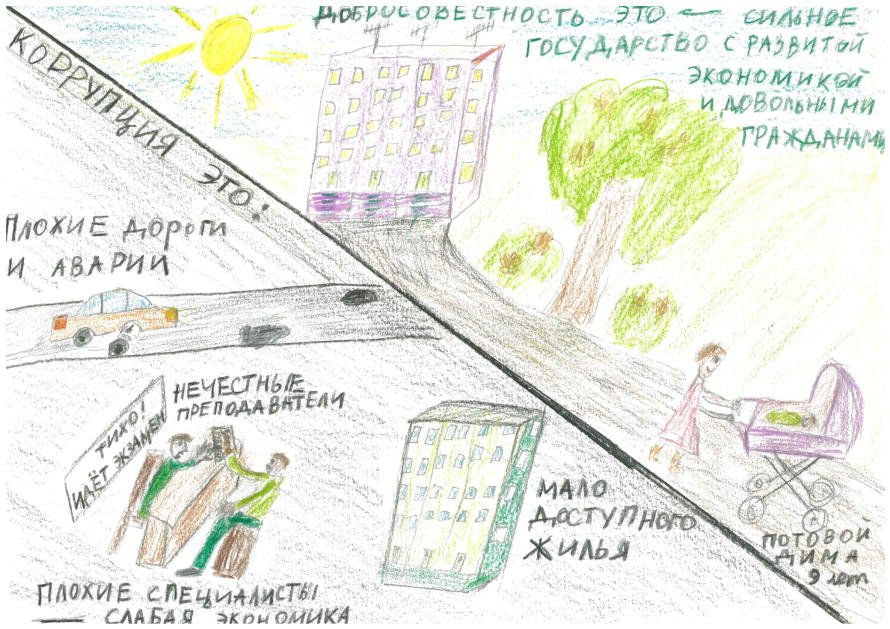 КОРРУПЦИЯ ЭТО:
ДОБРОСОВЕСТНОСТЬ ЭТО — СИЛЬНОЕ
ГОСУДАРСТВО С РАЗВИТОЙ
ЭКОНОМИКОЙ
И ДОВОЛЬНЫМИ
ГРАЖДАНАМИ
ПЛОХИЕ ДОРОГИ
И АВАРИИ
НЕЧЕСТНЫЕ
ПРЕПОДАВАТЕЛИ
ТИХО!
ИДЁТ ЭКЗАМЕН
МАЛО
ДОСТУПНОГО
ЖИЛЬЯ
ПЛОХИЕ СПЕЦИАЛИСТЫ
— СЛАБАЯ ЭКОНОМИКА
ПОТОВОЙ
ДИМА
9 лет